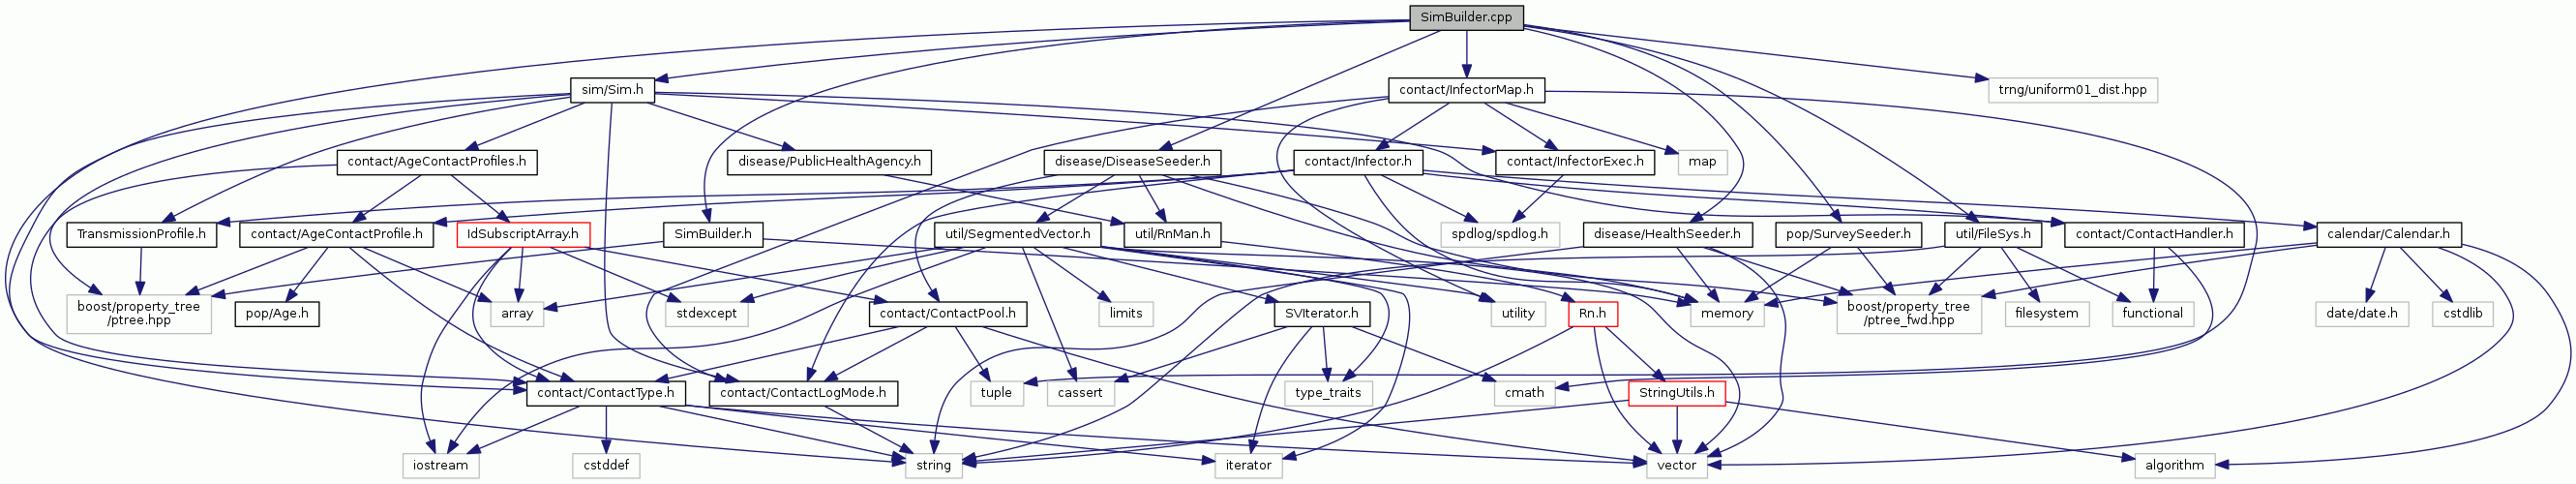 SimBuilder.cpp
sim/Sim.h
contact/InfectorMap.h
trng/uniform01_dist.hpp
contact/AgeContactProfiles.h
disease/PublicHealthAgency.h
disease/DiseaseSeeder.h
contact/Infector.h
contact/InfectorExec.h
map
TransmissionProfile.h
contact/AgeContactProfile.h
IdSubscriptArray.h
SimBuilder.h
util/SegmentedVector.h
util/RnMan.h
spdlog/spdlog.h
disease/HealthSeeder.h
pop/SurveySeeder.h
util/FileSys.h
contact/ContactHandler.h
calendar/Calendar.h
boost/property_tree
/ptree.hpp
pop/Age.h
array
stdexcept
contact/ContactPool.h
limits
SVIterator.h
utility
Rn.h
memory
boost/property_tree
/ptree_fwd.hpp
filesystem
functional
date/date.h
cstdlib
contact/ContactType.h
contact/ContactLogMode.h
tuple
cassert
type_traits
cmath
StringUtils.h
iostream
cstddef
string
iterator
vector
algorithm